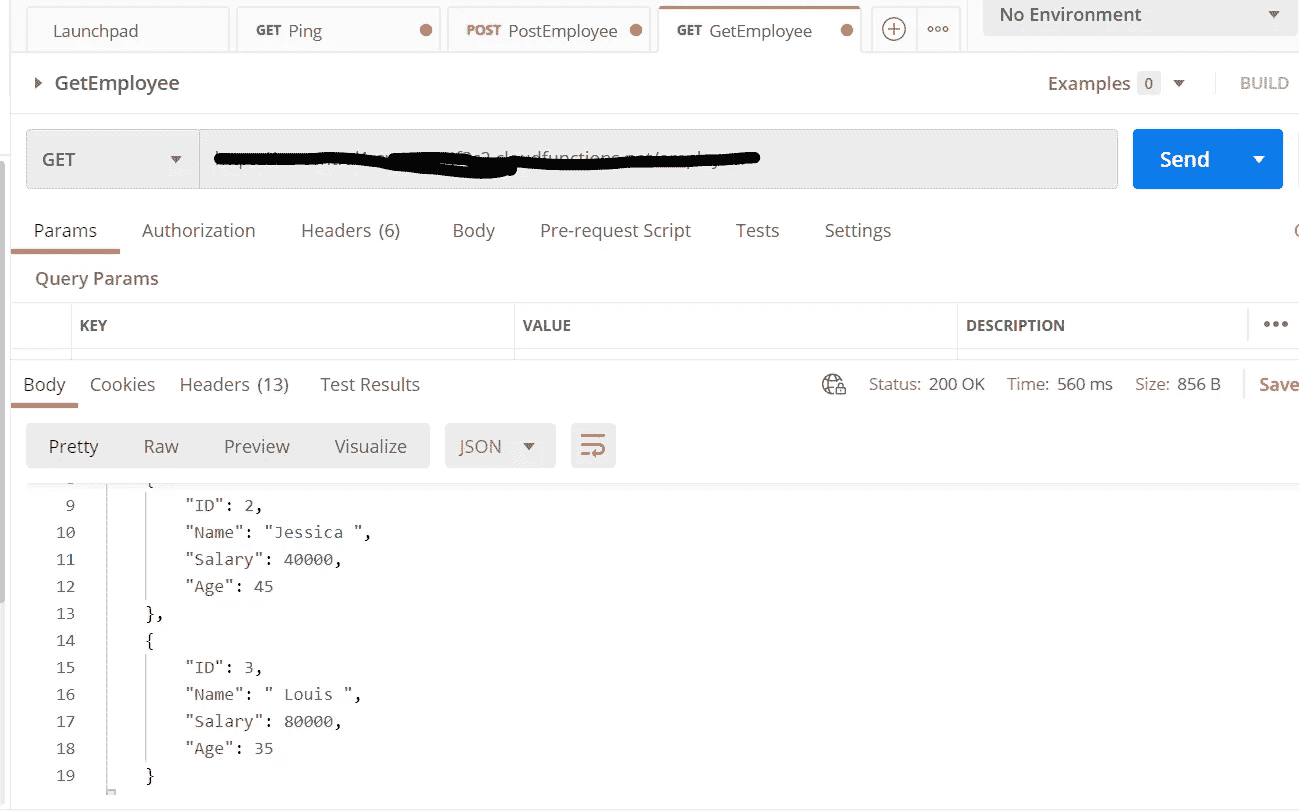 Launchpad GET Ping POST PostEmployee GET GetEmployee No Environment
GetEmployee Examples 0 BUILD
GET Send
Params Authorization Headers (6) Body Pre-request Script Tests Settings
Query Params
KEY VALUE DESCRIPTION
Body Cookies Headers (13) Test Results Status: 200 OK Time: 560 ms Size: 856 B Save
Pretty Raw Preview Visualize JSON
9 "ID": 2,
10 "Name": "Jessica ",
11 "Salary": 40000,
12 "Age": 45
13 },
14 {
15 "ID": 3,
16 "Name": " Louis ",
17 "Salary": 80000,
18 "Age": 35
19 }